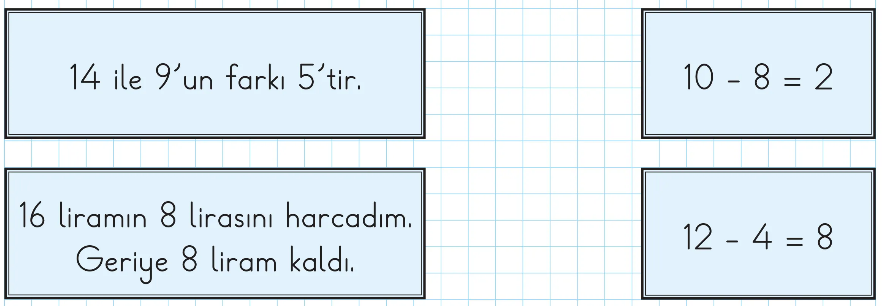 14 ile 9'un farkı 5'tir.
10 - 8 = 2
16 liramın 8 lirasını harcadım.
Geriye 8 liram kaldı.
12 - 4 = 8